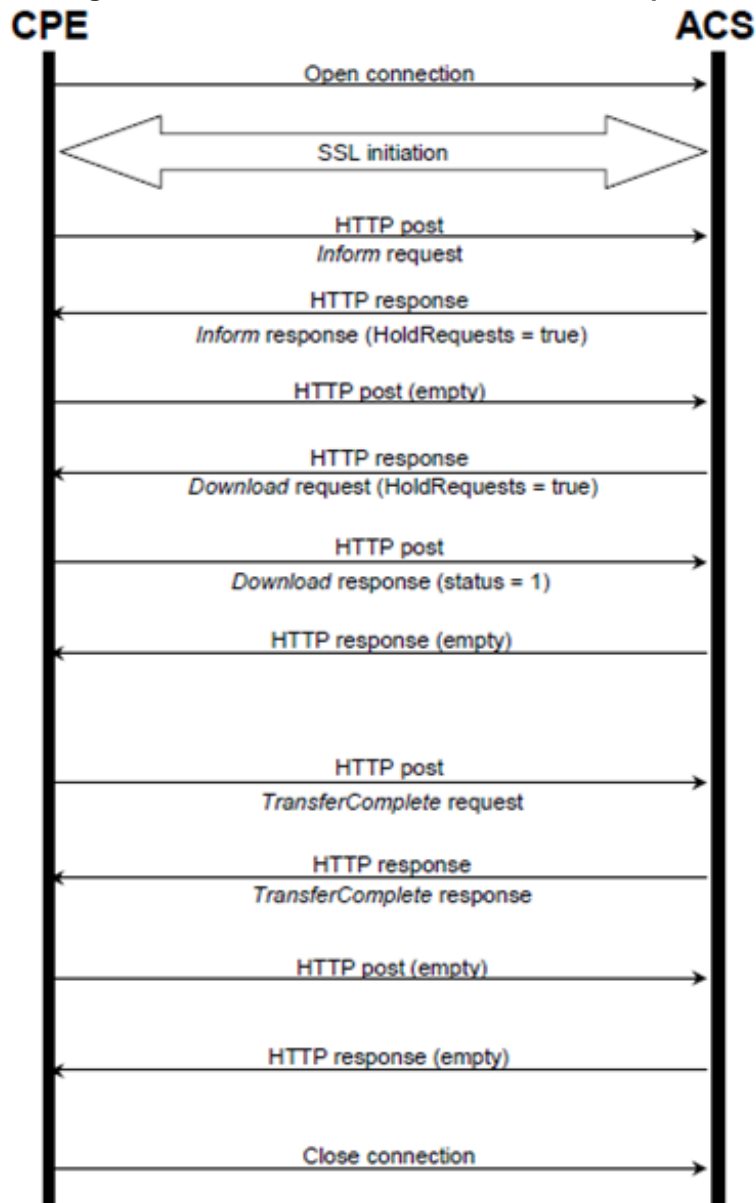 CPE ACS
Open connection
SSL initiation
HTTP post
Inform request
HTTP response
Inform response (HoldRequests = true)
HTTP post (empty)
HTTP response
Download request (HoldRequests = true)
HTTP post
Download response (status = 1)
HTTP response (empty)
HTTP post
TransferComplete request
HTTP response
TransferComplete response
HTTP post (empty)
HTTP response (empty)
Close connection